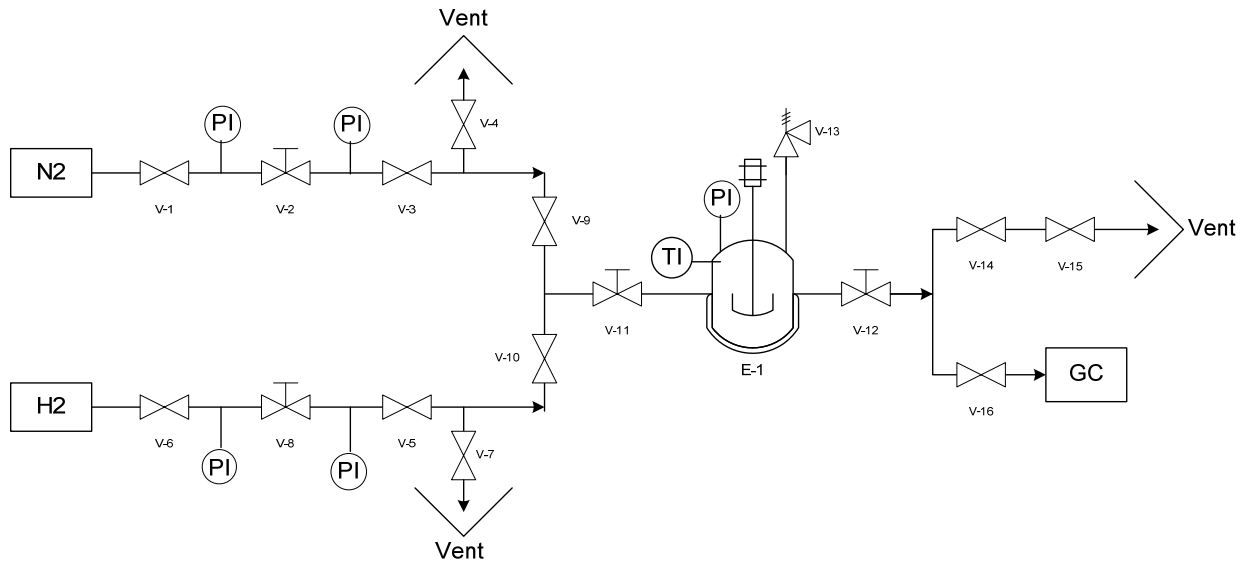 Vent
PI
PI
V-4
V-13
N2
V-1
V-2
V-3
PI
V-9
TI
Vent
V-14
V-15
V-11
V-12
V-10
E-1
H2
GC
V-16
V-6
V-8
V-5
V-7
PI
PI
Vent